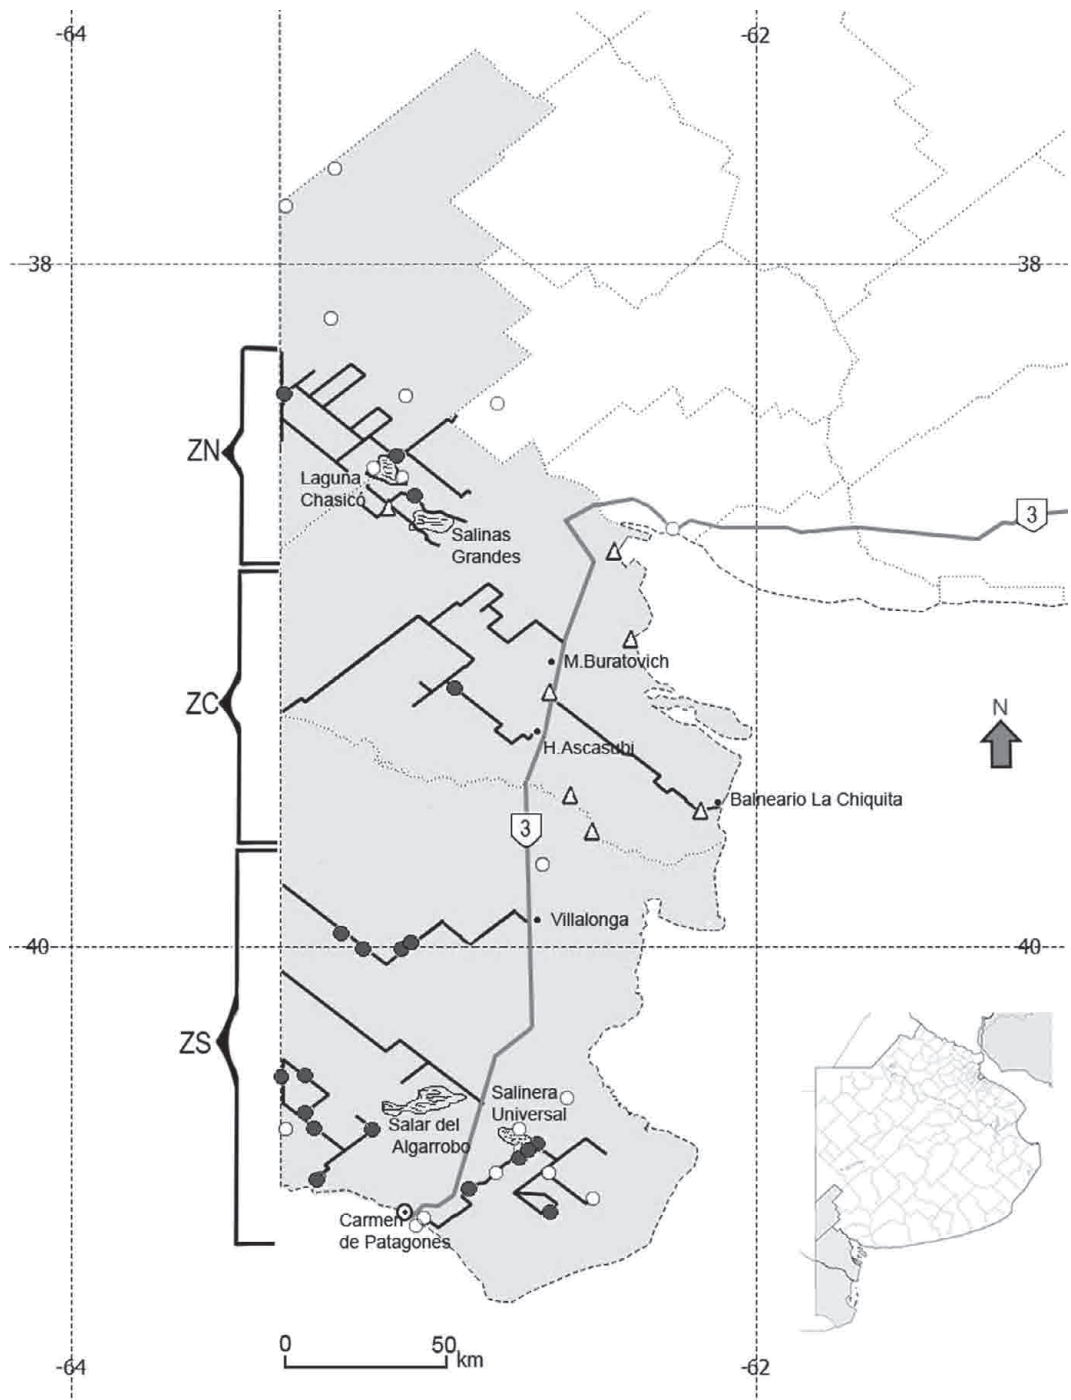 -64
-62
-38
-38
ZN
Laguna
Chasicó
3
Salinas
Grandes
M.Buratovich
ZC
N
H.Ascasubi
Balneario La Chiquita
3
Villalonga
-40
-40
ZS
Salinera
Universal
Salar del
Algarrobo
Carmen
de Patagones
0
50
km
-64
-62